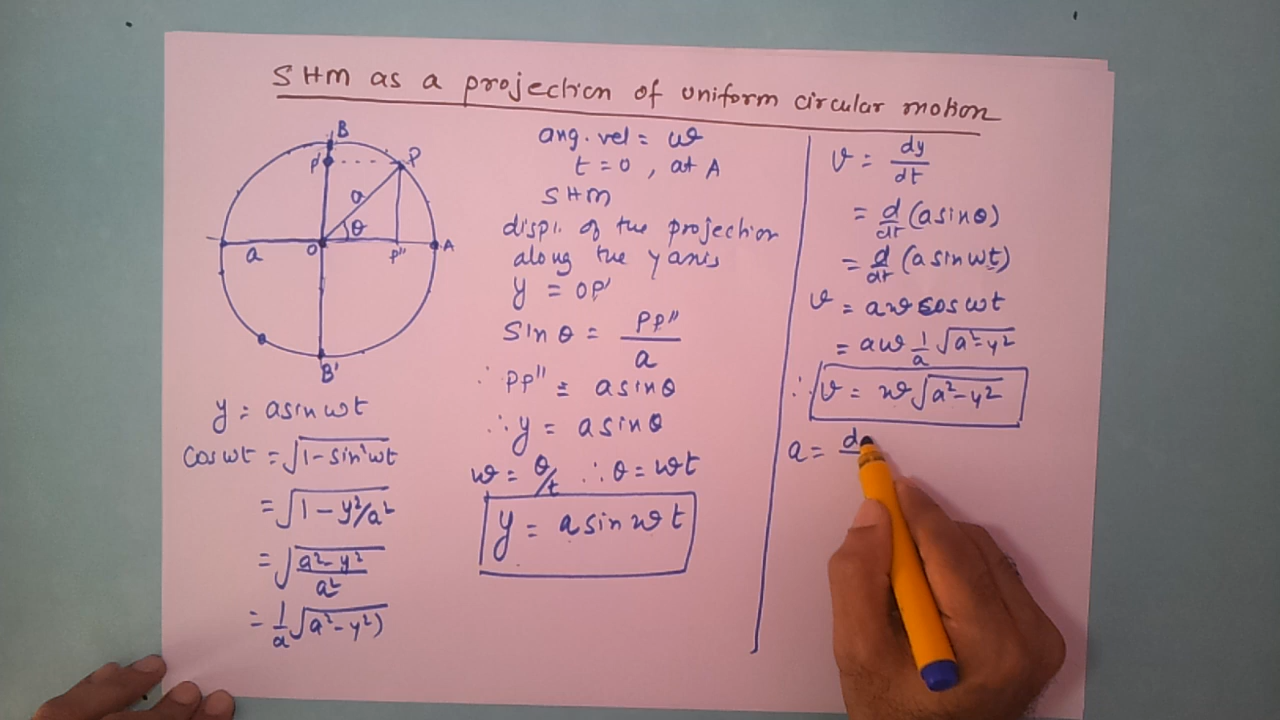 SHM as a projection of uniform circular motion
B
P'
P
a
θ
a
O
P''
A
B'
y = a sin ωt
cos ωt = √1 - sin²ωt
= √1 - y²/a²
= √a² - y² / a²
= 1/a √a² - y²)
ang. vel = ω
t = 0 , at A
SHM
displ. of the projection
along the y axis
y = OP'
sin θ = PP'' / a
∴ PP'' = a sin θ
∴ y = a sin θ
ω = θ/t ∴ θ = ωt
y = a sin ω t
v = dy/dt
= d/dt (a sin θ)
= d/dt (a sin ωt)
v = aω cos ωt
= aω 1/a √a² - y²
∴ v = ω √a² - y²
a = d